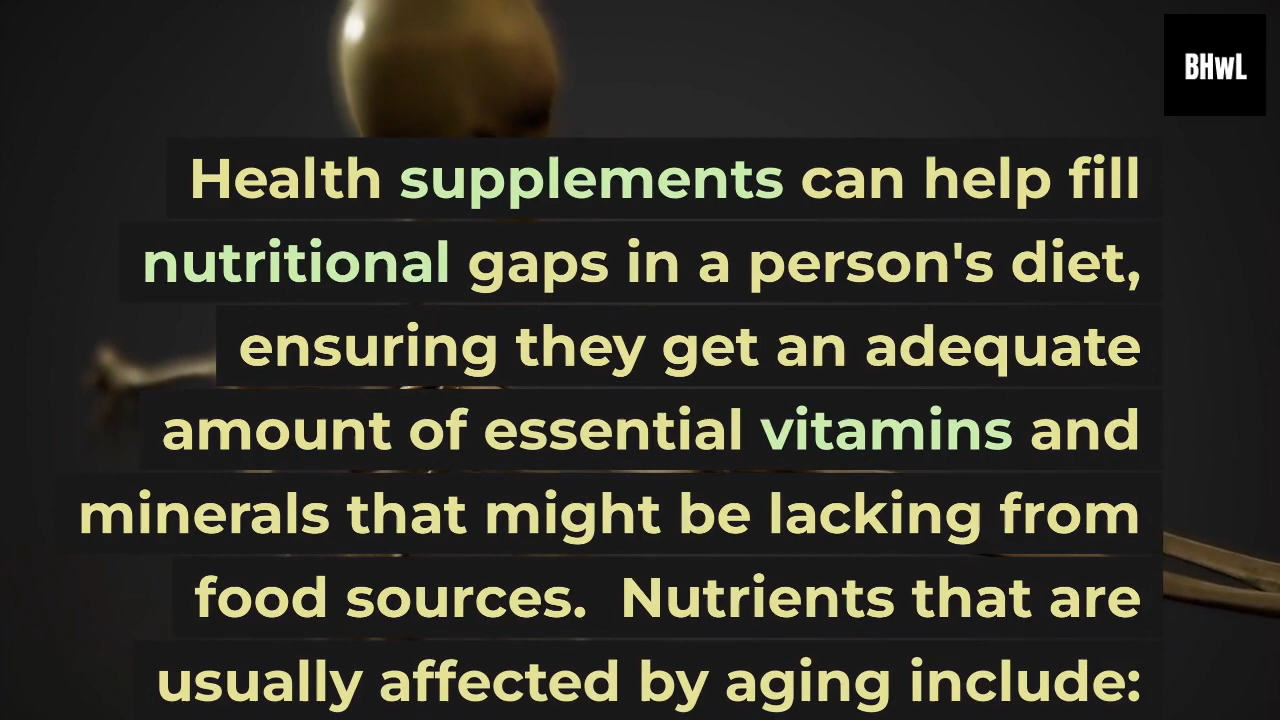 BHwL
Health supplements can help fill
nutritional gaps in a person's diet,
ensuring they get an adequate
amount of essential vitamins and
minerals that might be lacking from
food sources.  Nutrients that are
usually affected by aging include: